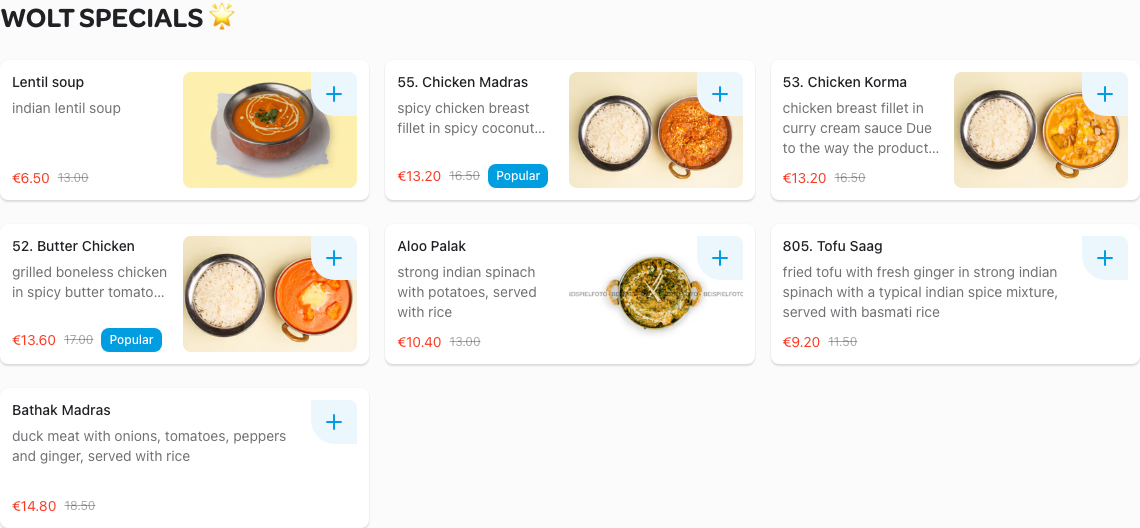 WOLT SPECIALS 🌟
Lentil soup
indian lentil soup
€6.50 13.00
55. Chicken Madras
spicy chicken breast
fillet in spicy coconut...
€13.20 16.50 Popular
53. Chicken Korma
chicken breast fillet in
curry cream sauce Due
to the way the product...
€13.20 16.50
52. Butter Chicken
grilled boneless chicken
in spicy butter tomato...
€13.60 17.00 Popular
Aloo Palak
strong indian spinach
with potatoes, served
with rice
€10.40 13.00
BEISPIELFOTO
805. Tofu Saag
fried tofu with fresh ginger in strong indian
spinach with a typical indian spice mixture,
served with basmati rice
€9.20 11.50
Bathak Madras
duck meat with onions, tomatoes, peppers
and ginger, served with rice
€14.80 18.50